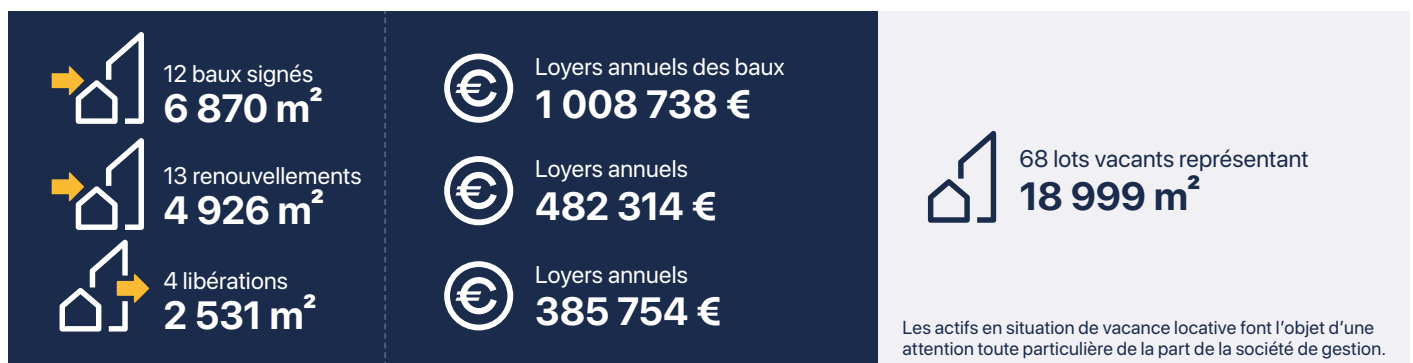 12 baux signés
6 870 m²
Loyers annuels des baux
1 008 738 €
13 renouvellements
4 926 m²
Loyers annuels
482 314 €
4 libérations
2 531 m²
Loyers annuels
385 754 €
68 lots vacants représentant
18 999 m²
Les actifs en situation de vacance locative font l’objet d’une
attention toute particulière de la part de la société de gestion.